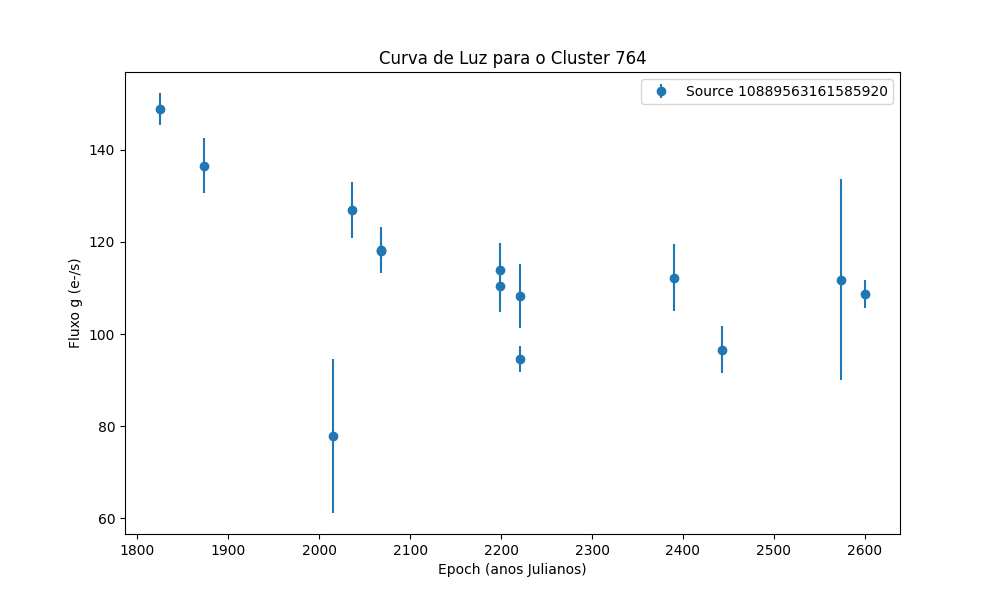 Curva de Luz para o Cluster 764
Source 10889563161585920
Fluxo g (e-/s)
140
120
100
80
60
1800 1900 2000 2100 2200 2300 2400 2500 2600
Epoch (anos Julianos)